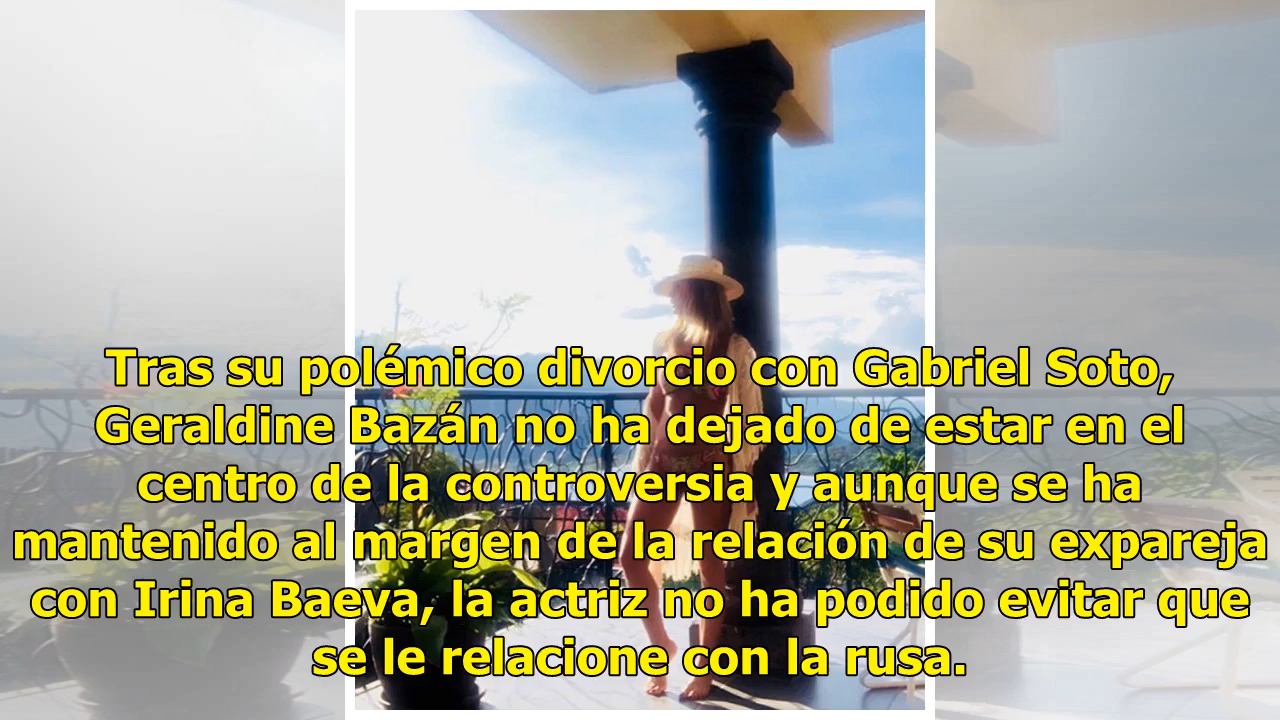 Tras su polémico divorcio con Gabriel Soto,
Geraldine Bazán no ha dejado de estar en el
centro de la controversia y aunque se ha
mantenido al margen de la relación de su expareja
con Irina Baeva, la actriz no ha podido evitar que
se le relacione con la rusa.